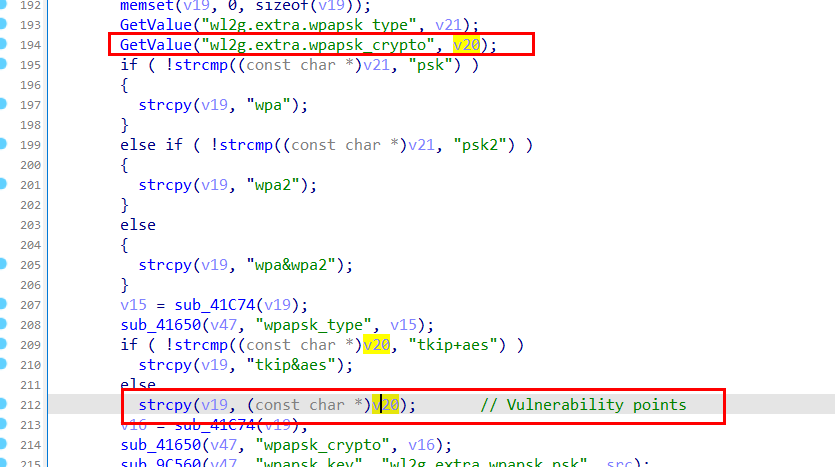 192 memset(v19, 0, sizeof(v19));
193 GetValue("wl2g.extra.wpapsk_type", v21);
194 GetValue("wl2g.extra.wpapsk_crypto", v20);
195 if ( !strcmp((const char *)v21, "psk") )
196 {
197 strcpy(v19, "wpa");
198 }
199 else if ( !strcmp((const char *)v21, "psk2") )
200 {
201 strcpy(v19, "wpa2");
202 }
203 else
204 {
205 strcpy(v19, "wpa&wpa2");
206 }
207 v15 = sub_41C74(v19);
208 sub_41650(v47, "wpapsk_type", v15);
209 if ( !strcmp((const char *)v20, "tkip+aes") )
210 strcpy(v19, "tkip&aes");
211 else
212 strcpy(v19, (const char *)v20); // Vulnerability points
213 v16 = sub_41C74(v19);
214 sub_41650(v47, "wpapsk_crypto", v16);
215 sub_9C560(v47, "wpapsk_key", "wl2g.extra.wpapsk_psk", src);